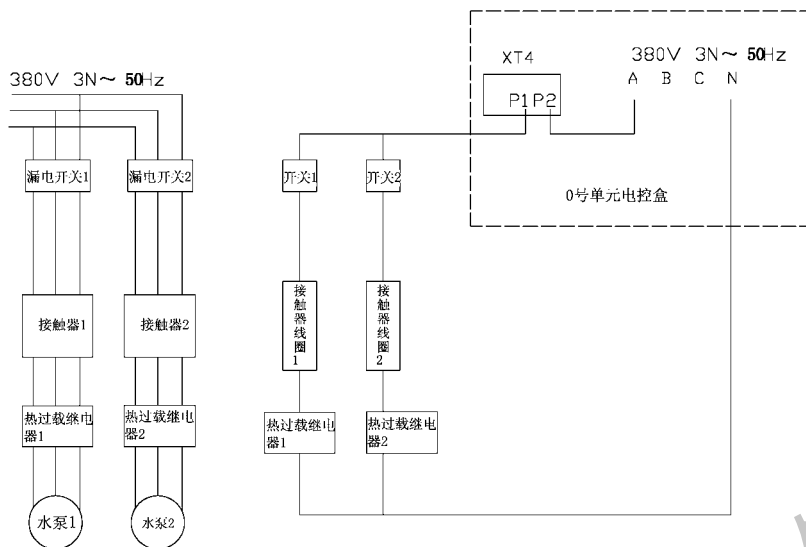 380V 3N～ 50Hz
漏电开关1
漏电开关2
接触器1
接触器2
热过载继电
器1
热过载继电
器2
水泵1
水泵2
XT4
P1 P2
380V 3N～ 50Hz
A B C N
0号单元电控盒
开关1
开关2
接触器线圈1
接触器线圈2
热过载继电
器1
热过载继电
器2